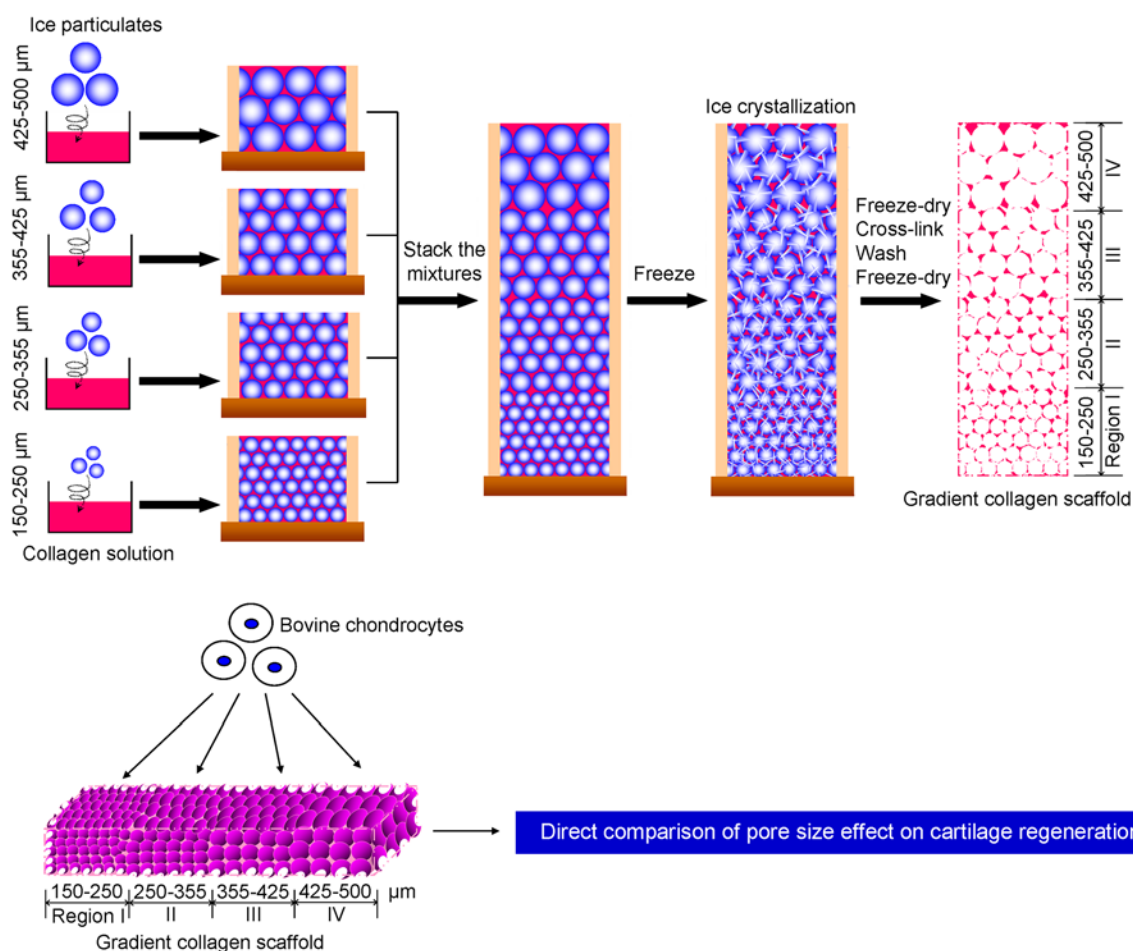 Ice particulates
425-500 μm
355-425 μm
250-355 μm
150-250 μm
Collagen solution
Stack the
mixtures
Freeze
Ice crystallization
Freeze-dry
Cross-link
Wash
Freeze-dry
425-500
IV
355-425
III
250-355
II
150-250
Region I
Gradient collagen scaffold
Bovine chondrocytes
150-250 250-355 355-425 425-500 μm
Region I II III IV
Gradient collagen scaffold
Direct comparison of pore size effect on cartilage regeneration